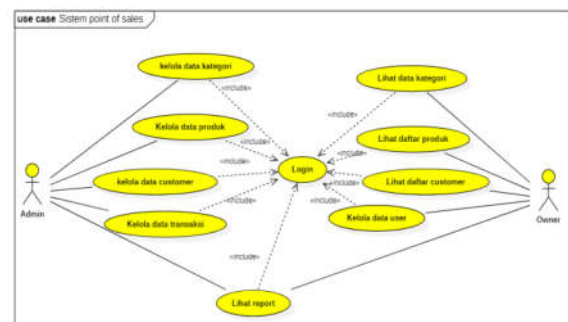 use case Sistem point of sales
kelola data kategori
Lihat data kategori
«include»
«include»
Kelola data produk
Lihat daftar produk
«include»
«include»
Login
«include»
«include»
kelola data customer
Lihat daftar customer
Admin
Owner
«include»
«include»
Kelola data transaksi
Kelola data user
«include»
Lihat report